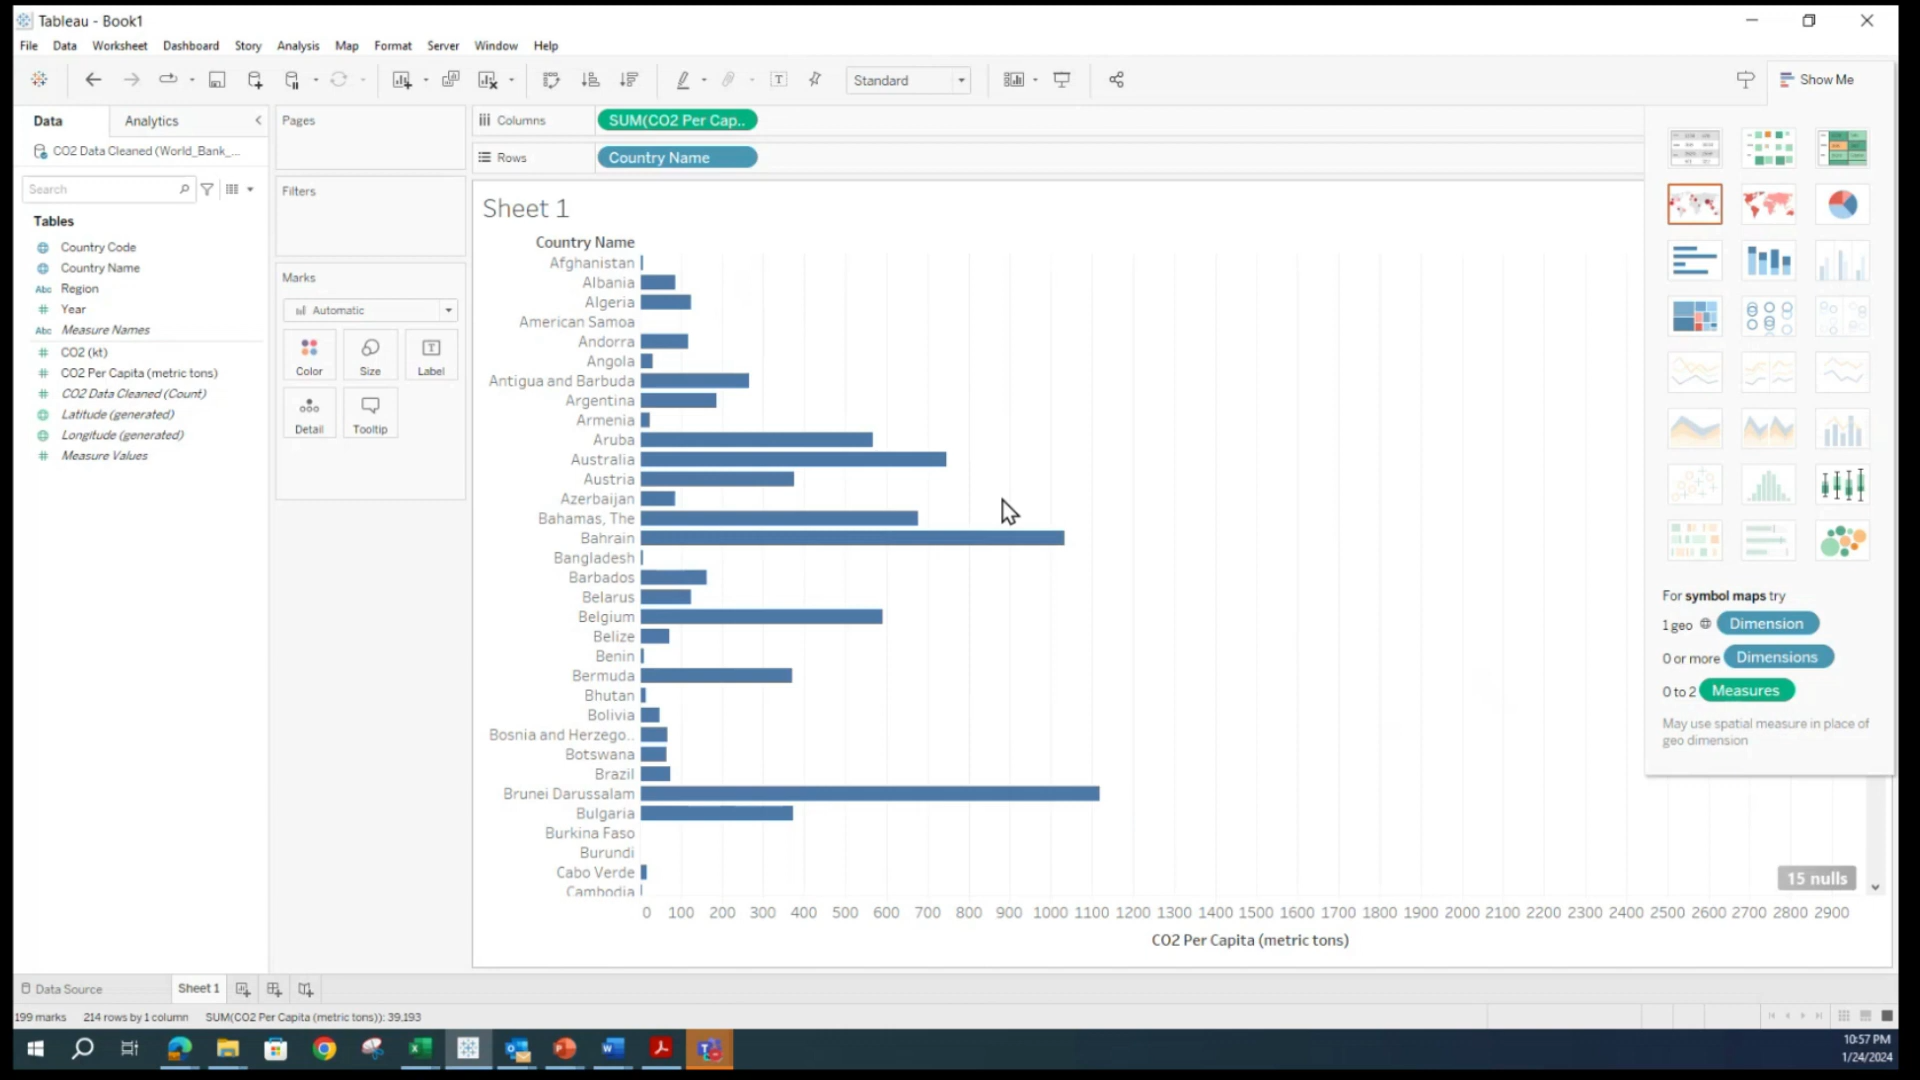 Tableau - Book1
File Data Worksheet Dashboard Story Analysis Map Format Server Window Help
Standard
Show Me
Data Analytics
CO2 Data Cleaned (World_Bank_...
Search
Tables
Country Code
Country Name
Abc Region
Year
Abc Measure Names
CO2 (kt)
CO2 Per Capita (metric tons)
CO2 Data Cleaned (Count)
Latitude (generated)
Longitude (generated)
Measure Values
Pages
Filters
Marks
Automatic
Color Size Label
Detail Tooltip
Columns SUM(CO2 Per Cap..
Rows Country Name
Sheet 1
Country Name
Afghanistan
Albania
Algeria
American Samoa
Andorra
Angola
Antigua and Barbuda
Argentina
Armenia
Aruba
Australia
Austria
Azerbaijan
Bahamas, The
Bahrain
Bangladesh
Barbados
Belarus
Belgium
Belize
Benin
Bermuda
Bhutan
Bolivia
Bosnia and Herzego..
Botswana
Brazil
Brunei Darussalam
Bulgaria
Burkina Faso
Burundi
Cabo Verde
Cambodia
15 nulls
0 100 200 300 400 500 600 700 800 900 1000 1100 1200 1300 1400 1500 1600 1700 1800 1900 2000 2100 2200 2300 2400 2500 2600 2700 2800 2900
CO2 Per Capita (metric tons)
For symbol maps try
1 geo Dimension
0 or more Dimensions
0 to 2 Measures
May use spatial measure in place of
geo dimension
Data Source Sheet 1
199 marks 214 rows by 1 column SUM(CO2 Per Capita (metric tons)): 39,193
10:57 PM
1/24/2024